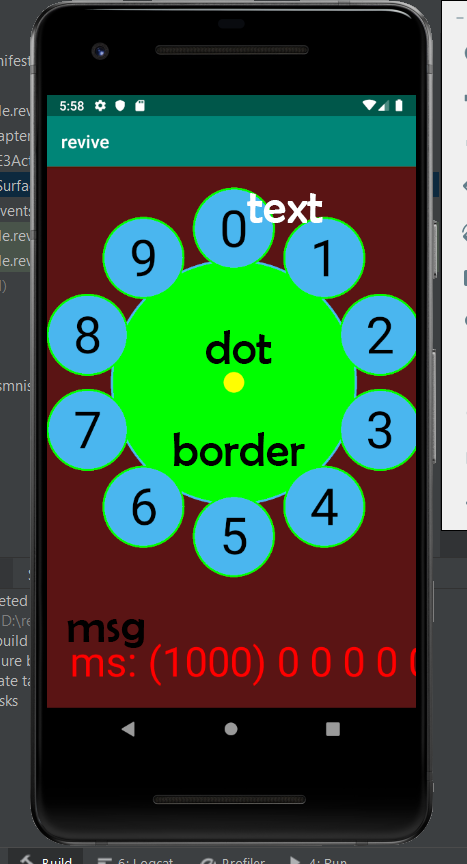 nifest
5:58
revive
le.rev
apter
E3Act
Surfa
vents
le.rev
le.rev
l)
smnis
text
0
9
1
8
2
dot
7
3
border
6
4
5
msg
ms: (1000) 0 0 0 0 0
eted
D:\re
build
ure b
ate ta
sks
Build
6: Logcat
Profiler
4: Run